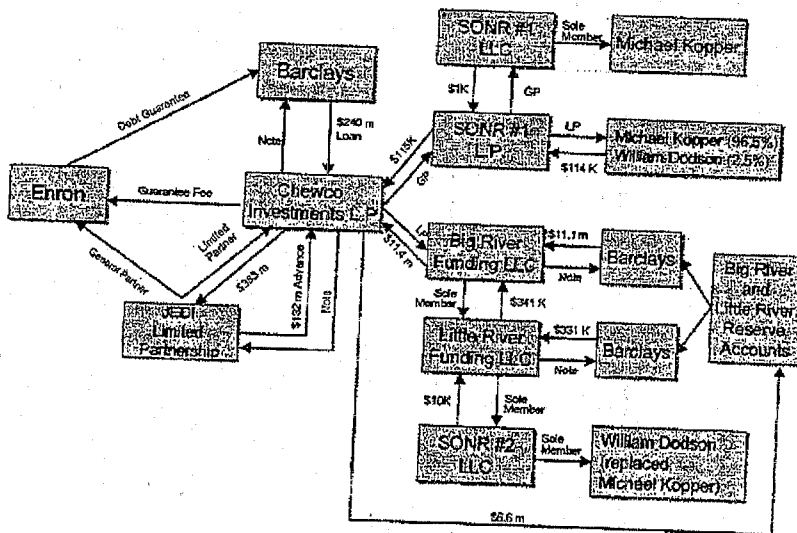 SONR #1
LLC
Sole
Member
Michael Kopper
Barclays
Debt Guarantee
$1K
GP
$240 m
Loan
Note
SONR #1
LP
LP
Michael Kopper (96.5%)
William Dodson (2.5%)
$114 K
$115K
GP
Enron
Guarantee Fee
Chewco
Investments L.P.
Limited
Partner
General Partner
$383 m
$132 m Advance
Note
JEDI
Limited
Partnership
LP
$11.4 m
Big River
Funding LLC
$11.1 m
Note
Barclays
Big River
and
Little River
Reserve
Accounts
Sole
Member
$341 K
Little River
Funding LLC
$331 K
Note
Barclays
$10K
Sole
Member
SONR #2
LLC
Sole
Member
William Dodson
(replaced
Michael Kopper)
$6.6 m